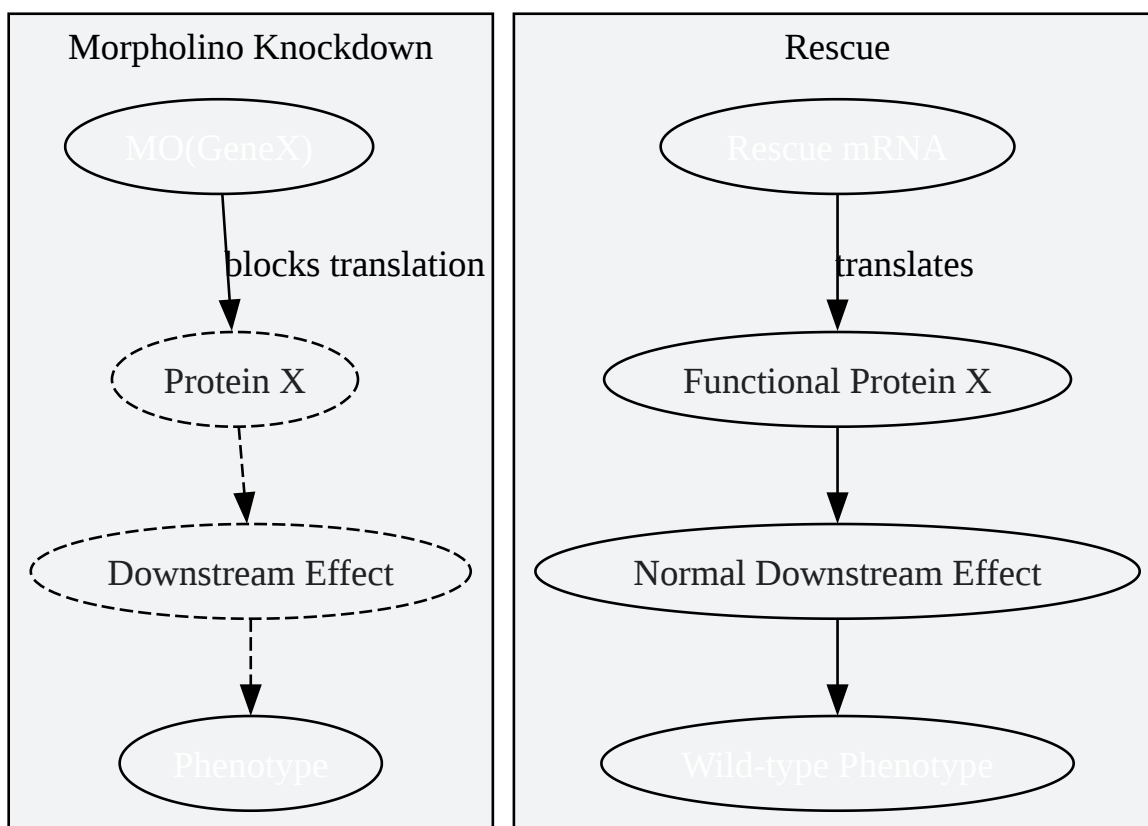 Morpholino Knockdown
MO(GeneX)
blocks translation
Protein X
Downstream Effect
Phenotype
Rescue
Rescue mRNA
translates
Functional Protein X
Normal Downstream Effect
Wild-type Phenotype